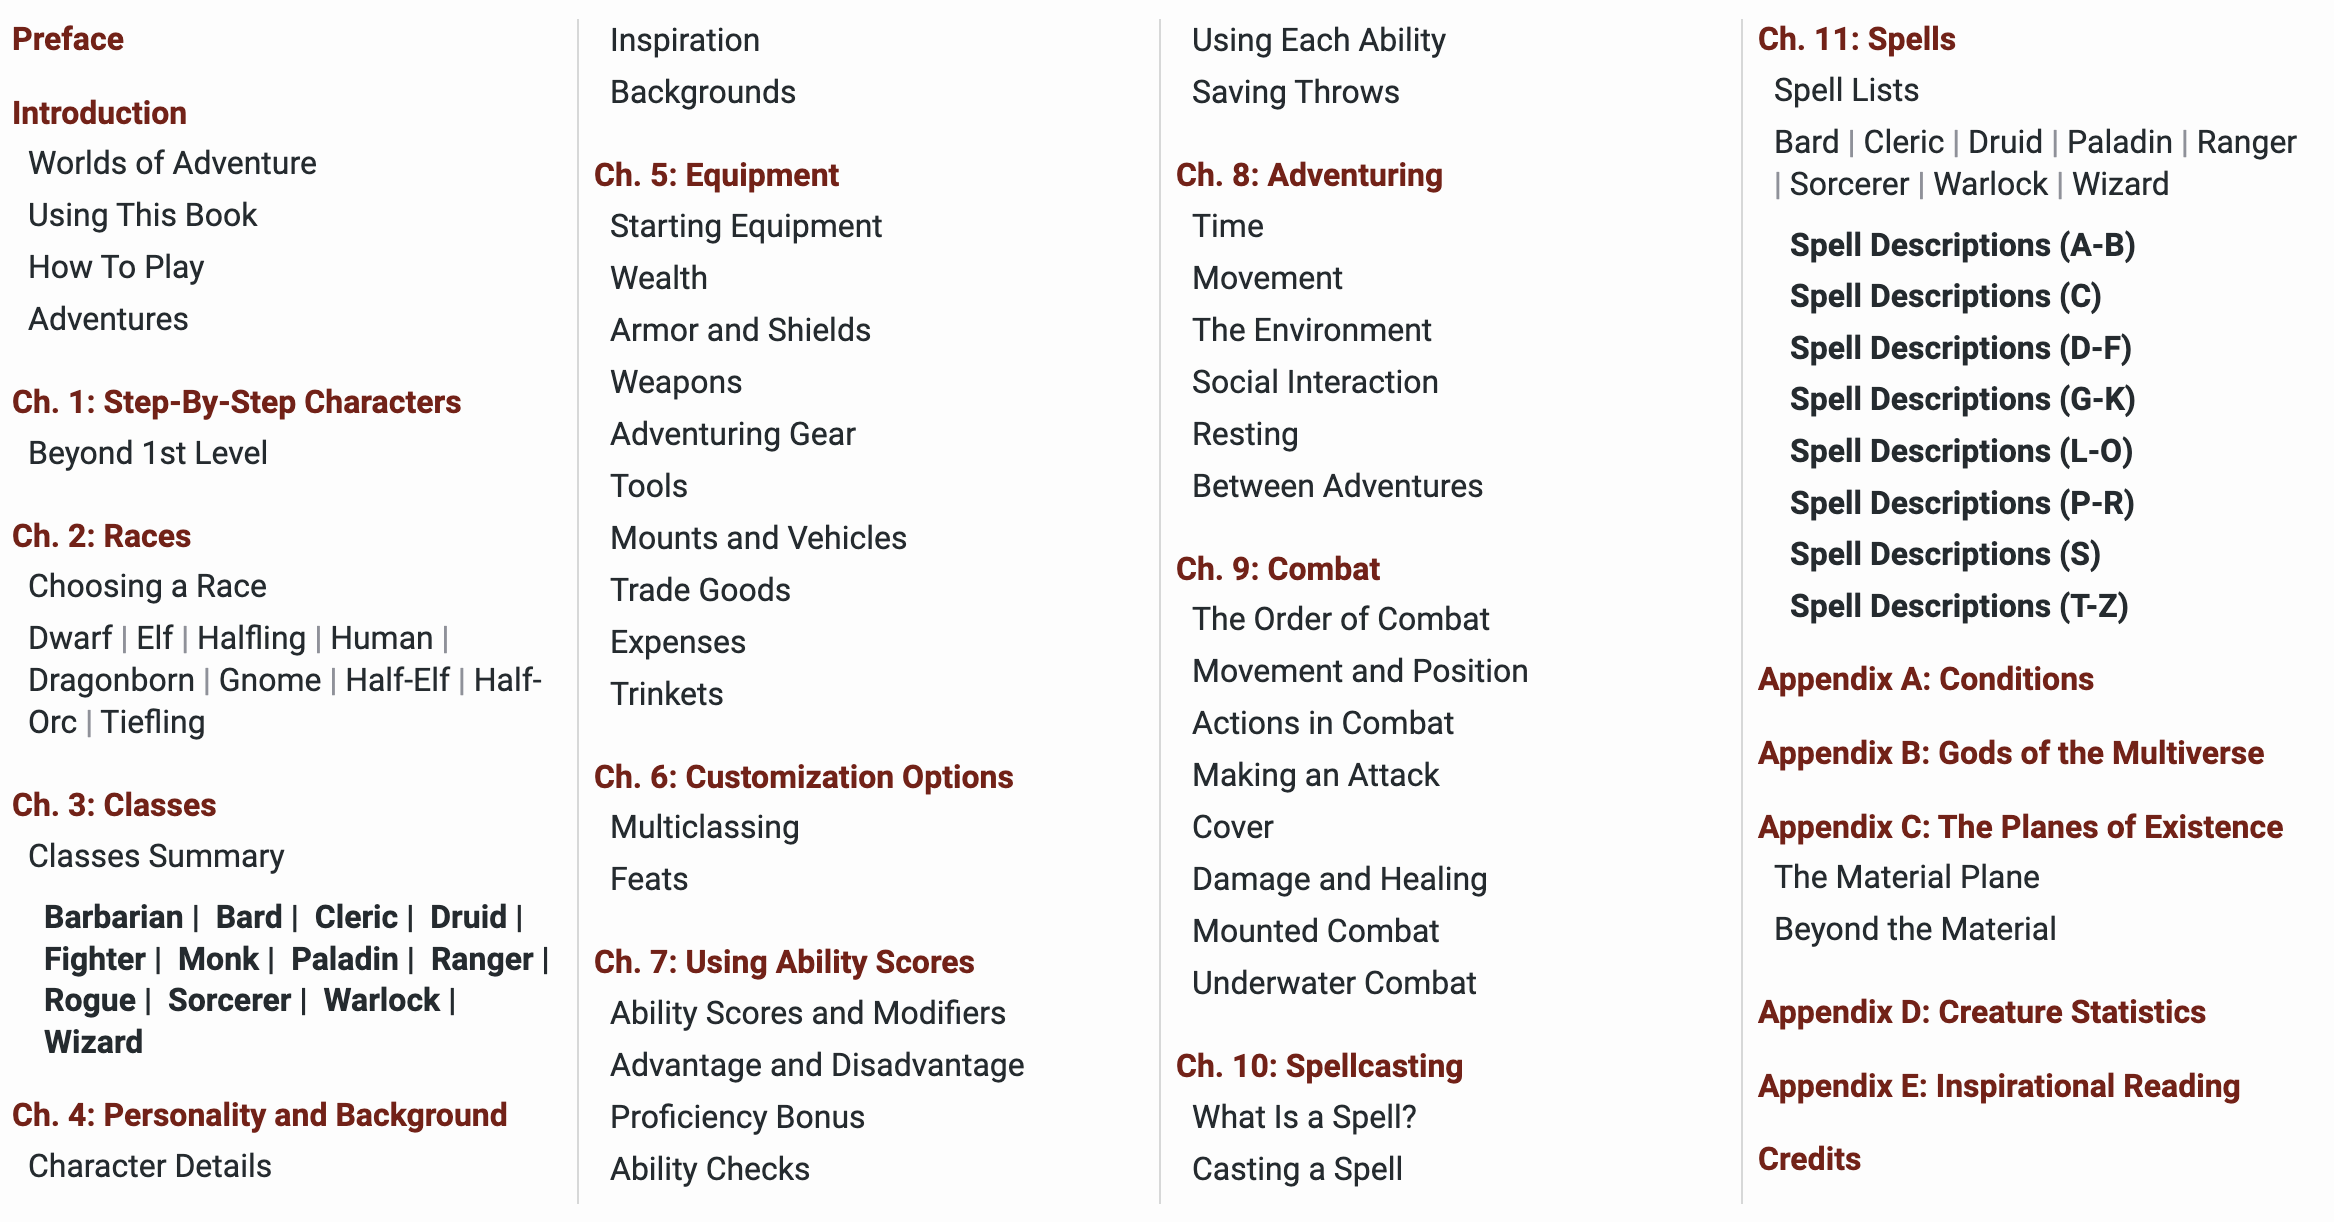 Preface
Introduction
Worlds of Adventure
Using This Book
How To Play
Adventures
Ch. 1: Step-By-Step Characters
Beyond 1st Level
Ch. 2: Races
Choosing a Race
Dwarf | Elf | Halfling | Human |
Dragonborn | Gnome | Half-Elf | Half-
Orc | Tiefling
Ch. 3: Classes
Classes Summary
Barbarian | Bard | Cleric | Druid |
Fighter | Monk | Paladin | Ranger |
Rogue | Sorcerer | Warlock |
Wizard
Ch. 4: Personality and Background
Character Details
Inspiration
Backgrounds
Ch. 5: Equipment
Starting Equipment
Wealth
Armor and Shields
Weapons
Adventuring Gear
Tools
Mounts and Vehicles
Trade Goods
Expenses
Trinkets
Ch. 6: Customization Options
Multiclassing
Feats
Ch. 7: Using Ability Scores
Ability Scores and Modifiers
Advantage and Disadvantage
Proficiency Bonus
Ability Checks
Using Each Ability
Saving Throws
Ch. 8: Adventuring
Time
Movement
The Environment
Social Interaction
Resting
Between Adventures
Ch. 9: Combat
The Order of Combat
Movement and Position
Actions in Combat
Making an Attack
Cover
Damage and Healing
Mounted Combat
Underwater Combat
Ch. 10: Spellcasting
What Is a Spell?
Casting a Spell
Ch. 11: Spells
Spell Lists
Bard | Cleric | Druid | Paladin | Ranger
| Sorcerer | Warlock | Wizard
Spell Descriptions (A-B)
Spell Descriptions (C)
Spell Descriptions (D-F)
Spell Descriptions (G-K)
Spell Descriptions (L-O)
Spell Descriptions (P-R)
Spell Descriptions (S)
Spell Descriptions (T-Z)
Appendix A: Conditions
Appendix B: Gods of the Multiverse
Appendix C: The Planes of Existence
The Material Plane
Beyond the Material
Appendix D: Creature Statistics
Appendix E: Inspirational Reading
Credits